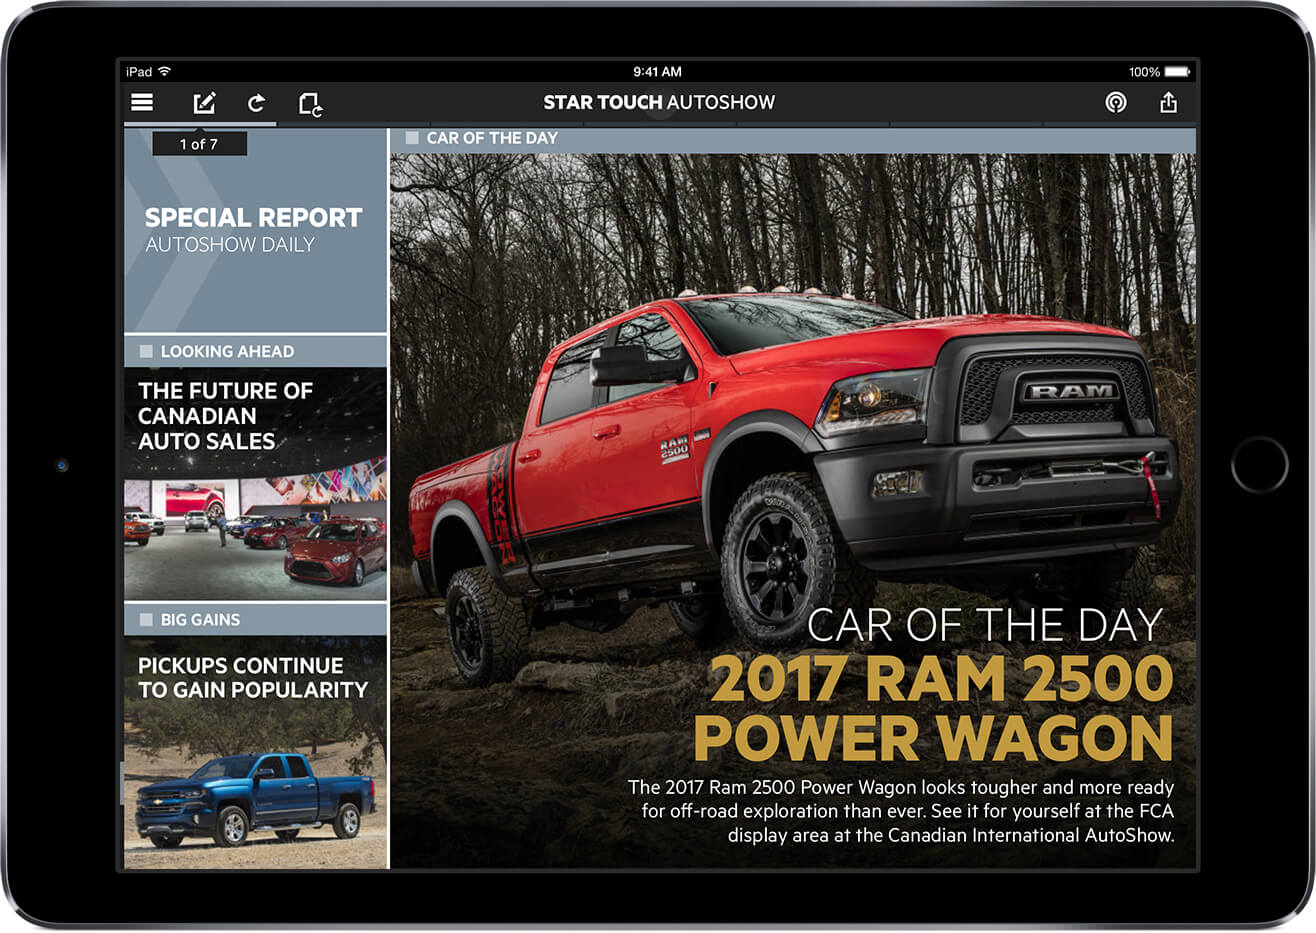 iPad
9:41 AM
100%
STAR TOUCH AUTOSHOW
1 of 7
SPECIAL REPORT
AUTOSHOW DAILY
LOOKING AHEAD
THE FUTURE OF
CANADIAN
AUTO SALES
BIG GAINS
PICKUPS CONTINUE
TO GAIN POPULARITY
CAR OF THE DAY
RAM
RAM
2500
CAR OF THE DAY
2017 RAM 2500
POWER WAGON
The 2017 Ram 2500 Power Wagon looks tougher and more ready
for off-road exploration than ever. See it for yourself at the FCA
display area at the Canadian International AutoShow.